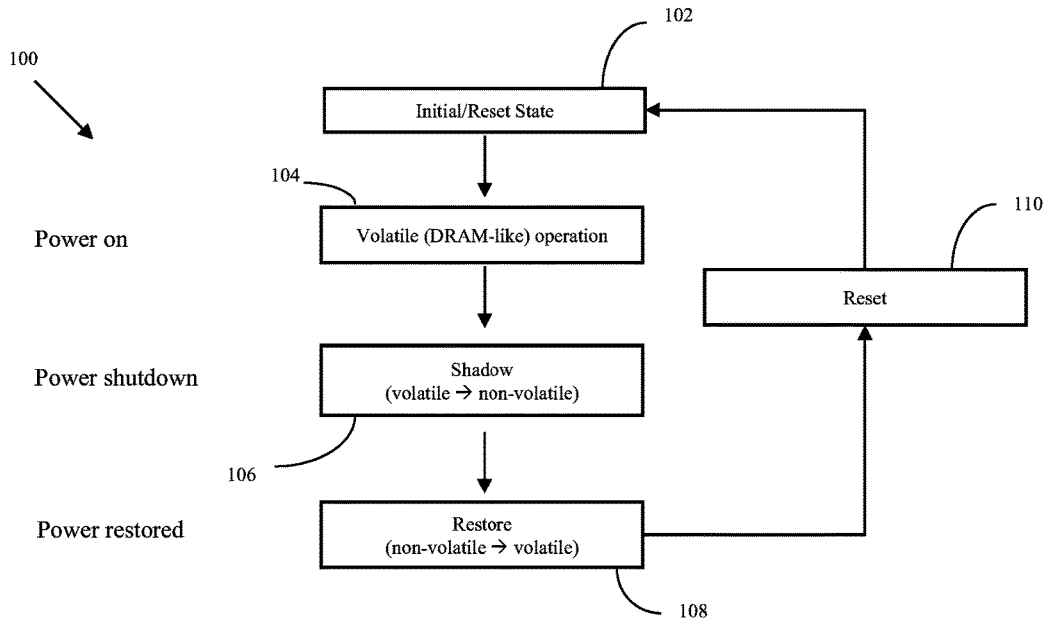 102
100
Initial/Reset State
104
110
Power on
Volatile (DRAM-like) operation
Reset
Power shutdown
Shadow
(volatile → non-volatile)
106
Power restored
Restore
(non-volatile → volatile)
108